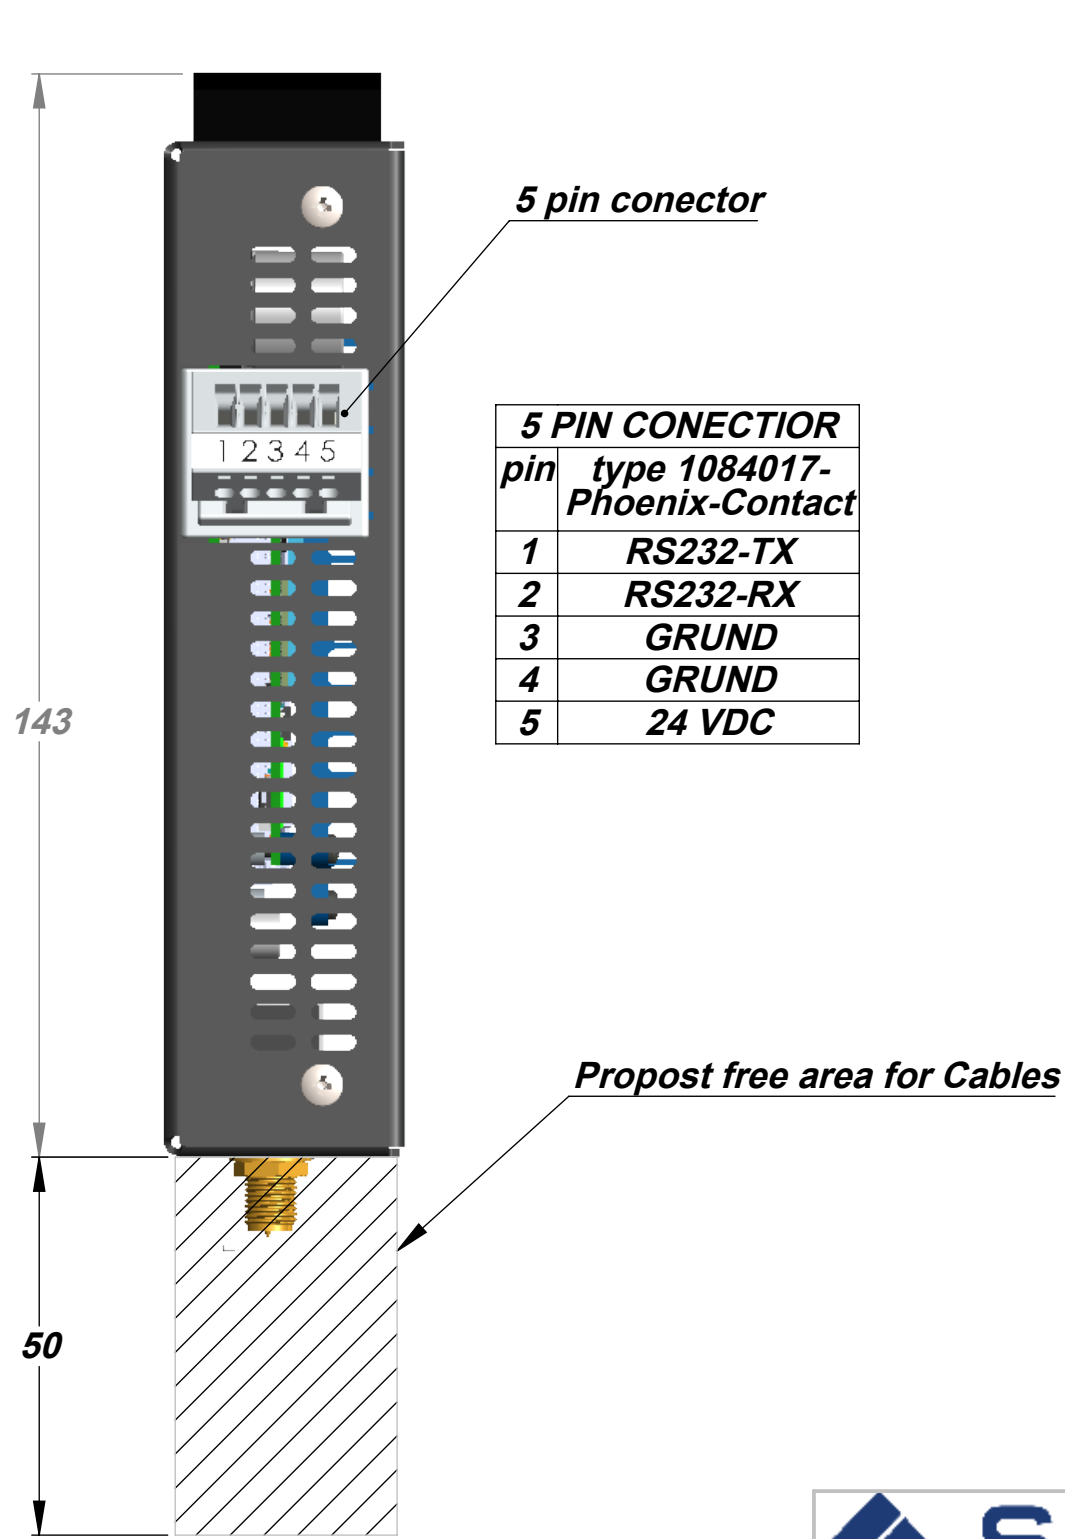 5 pin conector
5 PIN CONECTIOR
pin type 1084017-
Phoenix-Contact
1 RS232-TX
2 RS232-RX
3 GRUND
4 GRUND
5 24 VDC
1 2 3 4 5
143
Propost free area for Cables
50